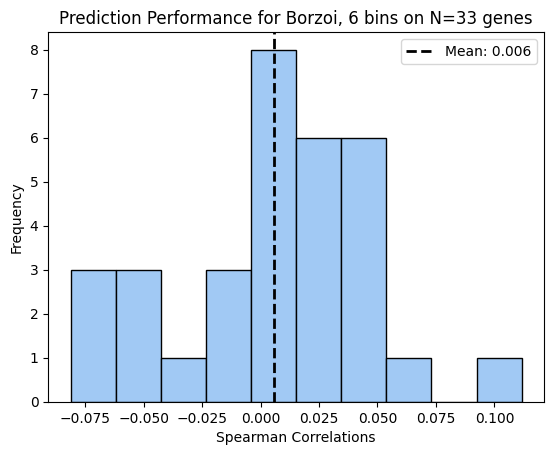 Prediction Performance for Borzoi, 6 bins on N=33 genes
Mean: 0.006
8
7
6
5
4
3
2
1
0
Frequency
−0.075 −0.050 −0.025 0.000 0.025 0.050 0.075 0.100
Spearman Correlations